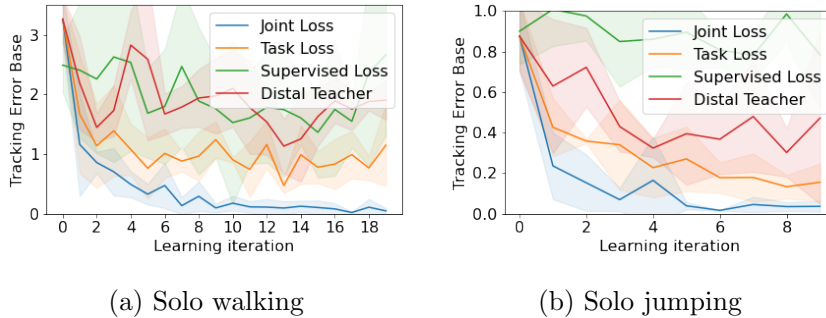 Tracking Error Base
3
2
1
0
0 2 4 6 8 10 12 14 16 18
Learning iteration
Joint Loss
Task Loss
Supervised Loss
Distal Teacher
(a) Solo walking
Tracking Error Base
1.0
0.8
0.6
0.4
0.2
0.0
0 2 4 6 8
Learning iteration
Joint Loss
Task Loss
Supervised Loss
Distal Teacher
(b) Solo jumping